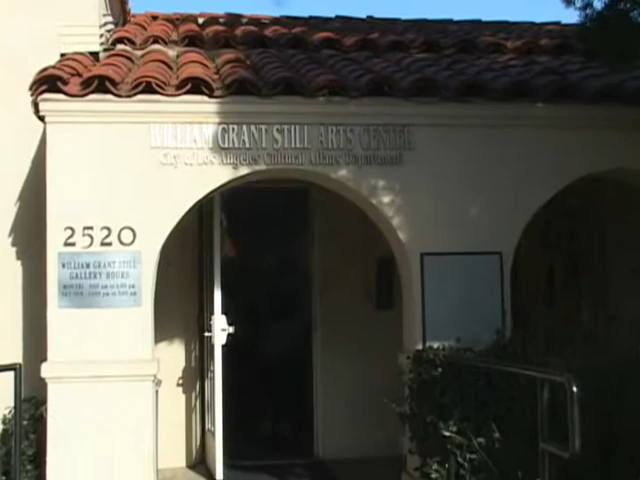 WILLIAM GRANT STILL ARTS CENTER
City of Los Angeles Cultural Affairs Department
2520
WILLIAM GRANT STILL
GALLERY HOURS